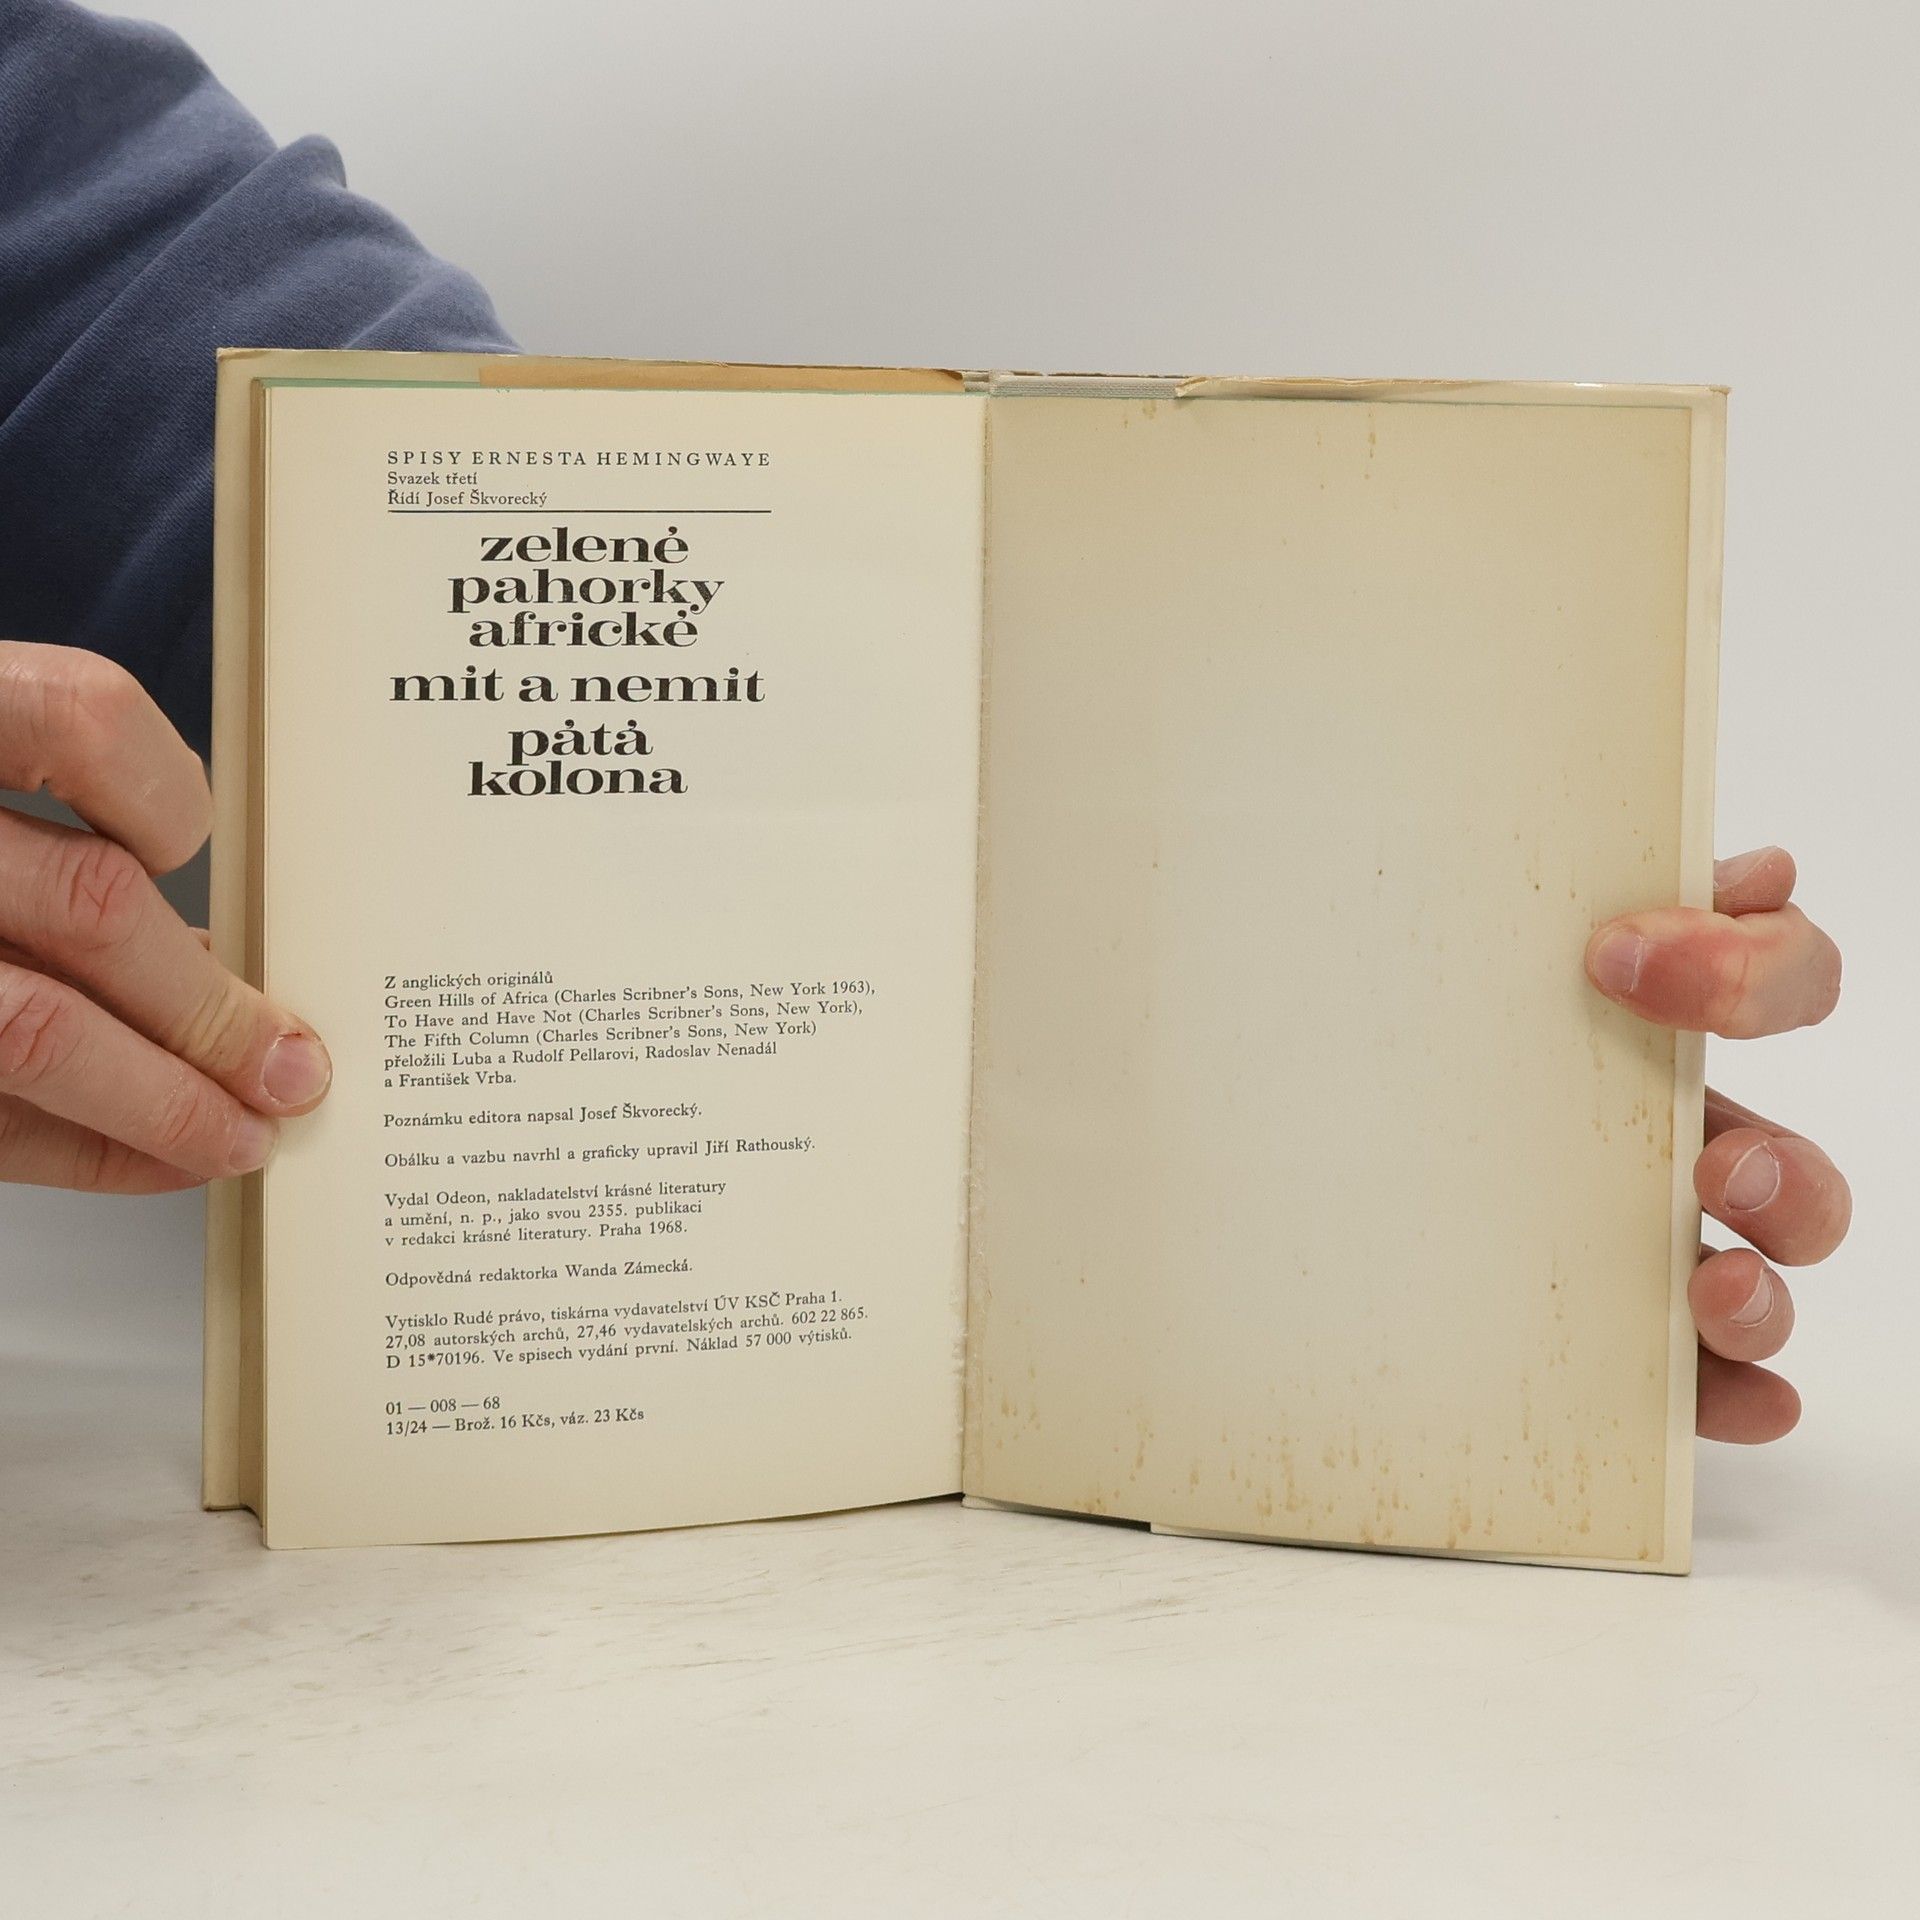 SPISY ERNESTA HEMINGWAYE
Svazek třetí
Řídí Josef Škvorecký
zelené
pahorky
africké
mít a nemít
pátá
kolona
Z anglických originálů
Green Hills of Africa (Charles Scribner's Sons, New York 1963),
To Have and Have Not (Charles Scribner's Sons, New York),
The Fifth Column (Charles Scribner's Sons, New York)
přeložili Luba a Rudolf Pellarovi, Radoslav Nenadál
a František Vrba.
Poznámku editora napsal Josef Škvorecký.
Obálku a vazbu navrhl a graficky upravil Jiří Rathouský.
Vydal Odeon, nakladatelství krásné literatury
a umění, n. p., jako svou 2355. publikaci
v redakci krásné literatury. Praha 1968.
Odpovědná redaktorka Wanda Zámecká.
Vytisklo Rudé právo, tiskárna vydavatelství ÚV KSČ Praha 1.
27,08 autorských archů, 27,46 vydavatelských archů. 602 22 865.
D 15*70196. Ve spisech vydání první. Náklad 57 000 výtisků.
01 — 008 — 68
13/24 — Brož. 16 Kčs, váz. 23 Kčs